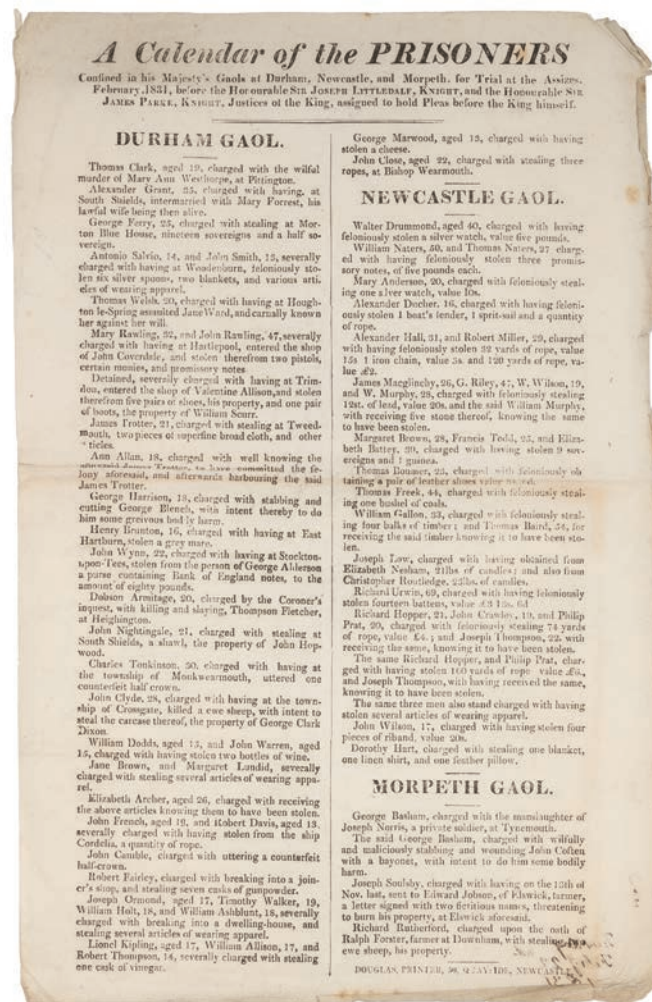 A Calendar of the PRISONERS
Confined in his Majesty's Gaols at Durham, Newcastle, and Morpeth. for Trial at the Assizes,
February, 1831, before the Honourable SIR JOSEPH LITTLEDALE, KNIGHT, and the Honourable SIR
JAMES PARKE, KNIGHT, Justices of the King, assigned to hold Pleas before the King himself.
DURHAM GAOL.
Thomas Clark, aged 19, charged with the wilful
murder of Mary Ann Westhorpe, at Pittington.
Alexander Grant, 35, charged with having, at
South Shields, intermarried with Mary Forrest, his
lawful wife being then alive.
George Ferry, 23, charged with stealing at Mor-
ton Blue House, nineteen sovereigns and a half so-
vereign.
Antonio Salvio, 14, and John Smith, 15, severally
charged with having at Woodenburn, feloniously sto-
len six silver spoons, two blankets, and various arti-
cles of wearing apparel.
Thomas Welsh, 20, charged with having at Hough-
ton le-Spring assaulted Jane Ward, and carnally known
her against her will.
Mary Rawling, 32, and John Rawling, 47, severally
charged with having at Hartlepool, entered the shop
of John Coverdale, and stolen therefrom two pistols,
certain monies, and promissory notes
Detained, severally charged with having at Trim-
don, entered the shop of Valentine Allison, and stolen
therefrom five pairs of shoes, his property, and one pair
of boots, the property of William Scurr.
James Trotter, 21, charged with stealing at Tweed-
mouth, two pieces of superfine broad cloth, and other
ticles.
Ann Allan, 18, charged with well knowing the
James Trotter, to have committed the fe-
lony aforesaid, and afterwards harbouring the said
James Trotter.
George Harrison, 18, charged with stabbing and
cutting George Blench, with intent thereby to do
him some greivous bodily harm.
Henry Brunton, 16, charged with having at East
Hartburn, stolen a grey mare.
John Wynn, 22, charged with having at Stockton-
upon-Tees, stolen from the person of George Alderson
a purse containing Bank of England notes, to the
amount of eighty pounds.
Dobson Armitage, 20, charged by the Coroner's
inquest, with killing and slaying, Thompson Fletcher,
at Heighington.
John Nightingale, 21, charged with stealing at
South Shields, a shawl, the property of John Hop-
wood.
Charles Tomkinson, 50, charged with having at
the township of Monkwearmouth, uttered one
counterfeit half crown.
John Clyde, 28, charged with having at the town-
ship of Crossgate, killed a ewe sheep, with intent to
steal the carcase thereof, the property of George Clark
Dixon.
William Dodds, aged 13, and John Warren, aged
15, charged with having stolen two bottles of wine.
Jane Brown, and Margaret Lundid, severally
charged with stealing several articles of wearing appa-
rel.
Elizabeth Archer, aged 26, charged with receiving
the above articles knowing them to have been stolen.
John French, aged 19, and Robert Davis, aged 13,
severally charged with having stolen from the ship
Cordelia, a quantity of rope.
John Camble, charged with uttering a counterfeit
half-crown.
Robert Fairley, charged with breaking into a join-
er's shop, and stealing seven casks of gunpowder.
Joseph Ormond, aged 17, Timothy Walker, 19,
William Holt, 18, and William Ashblunt, 18, severally
charged with breaking into a dwelling-house, and
stealing several articles of wearing apparel.
Lionel Kipling, aged 17, William Allison, 17, and
Robert Thompson, 14, severally charged with stealing
one cask of vinegar.
George Marwood, aged 13, charged with having
stolen a cheese.
John Close, aged 22, charged with stealing three
ropes, at Bishop Wearmouth.
NEWCASTLE GAOL.
Walter Drummond, aged 40, charged with having
feloniously stolen a silver watch, value five pounds.
William Naters, 50, and Thomas Naters, 27 charg-
ed with having feloniously stolen three promis-
sory notes, of five pounds each.
Mary Anderson, 20, charged with feloniously steal-
ing one silver watch, value 10s.
Alexander Docher, 16, charged with having feloni-
ously stolen 1 boat's fender, 1 sprit-sail and a quantity
of rope.
Alexander Hall, 31, and Robert Miller, 29, charged
with having feloniously stolen 32 yards of rope, value
15s 1 iron chain, value 5s and 120 yards of rope, va-
lue £2.
James Macglinchy, 26, G. Riley, 47, W. Wilson, 19,
and W. Murphy, 28, charged with feloniously stealing
12st. of lead, value 20s. and the said William Murphy,
with receiving five stone thereof, knowing the same
to have been stolen.
Margaret Brown, 28, Francis Todd, 25, and Eliza-
beth Battey, 30, charged with having stolen 9 sov-
ereigns and 1 guinea.
Thomas Bonner, 23, charged with feloniously ob-
taining a pair of leather shoes value
Thomas Freek, 44, charged with feloniously steal-
ing one bushel of coals.
William Gallon, 33, charged with feloniously steal-
ing four balks of timber; and Thomas Baird, 54, for
receiving the said timber knowing it to have been sto-
len.
Joseph Low, charged with having obtained from
Elizabeth Nesham, 21lbs of candles; and also from
Christopher Routledge, 22lbs. of candles.
Richard Urwin, 69, charged with having feloniously
stolen fourteen battens, value £3 13s. 6d
Richard Hopper, 21, John Crawley, 19, and Philip
Prat, 20, charged with feloniously stealing 74 yards
of rope, value £4.; and Joseph Thompson, 22, with
receiving the same, knowing it to have been stolen.
The same Richard Hopper, and Philip Prat, char-
ged with having stolen 160 yards of rope value
and Joseph Thompson, with having received the same,
knowing it to have been stolen.
The same three men also stand charged with having
stolen several articles of wearing apparel.
John Wilson, 17, charged with having stolen four
pieces of riband, value 20s.
Dorothy Hart, charged with stealing one blanket,
one linen shirt, and one feather pillow.
MORPETH GAOL.
George Basham, charged with the manslaughter of
Joseph Norris, a private soldier, at Tynemouth.
The said George Basham, charged with wilfully
and maliciously stabbing and wounding John Coften
with a bayonet, with intent to do him some bodily
harm.
Joseph Soulsby, charged with having on the 13th of
Nov. last, sent to Edward Jobson, of Elswick, farmer,
a letter signed with two fictitious names, threatening
to burn his property, at Elswick aforesaid.
Richard Rutherford, charged upon the oath of
Ralph Forster, farmer at Downham, with stealing
ewe sheep, his property.
DOUGLAS, PRINTER, 50, QUAYSIDE, NEWCASTLE